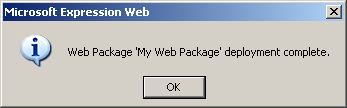 Microsoft Expression Web
Web Package 'My Web Package' deployment complete.
OK